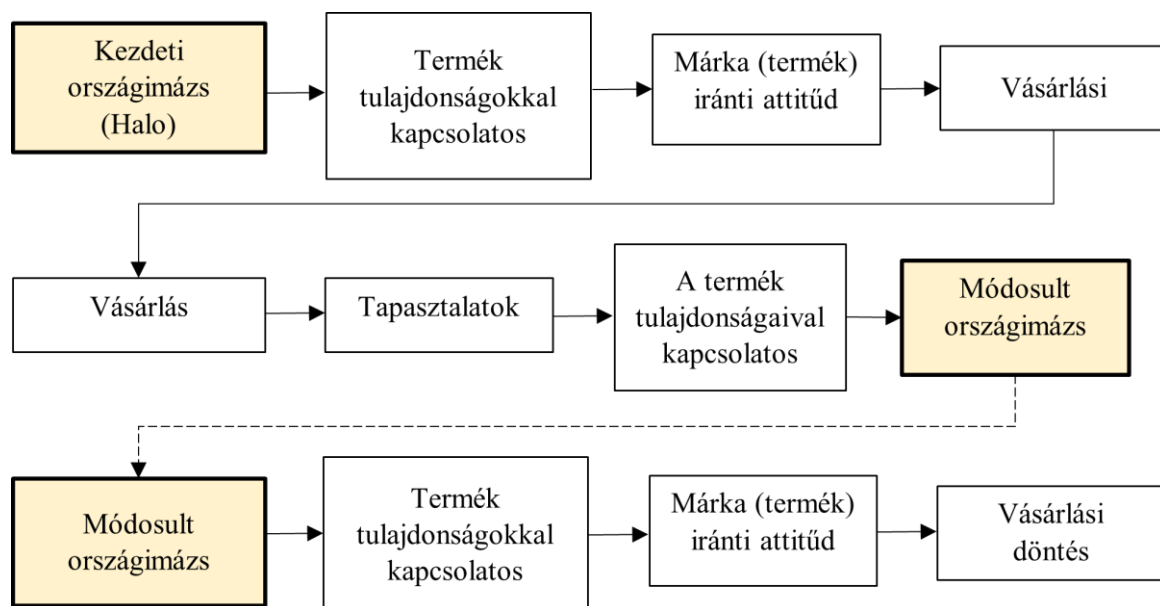 Kezdeti
országimázs
(Halo)
Termék
tulajdonságokkal
kapcsolatos
Márka (termék)
iránti attitűd
Vásárlási
Vásárlás
Tapasztalatok
A termék
tulajdonságaival
kapcsolatos
Módosult
országimázs
Módosult
országimázs
Termék
tulajdonságokkal
kapcsolatos
Márka (termék)
iránti attitűd
Vásárlási
döntés